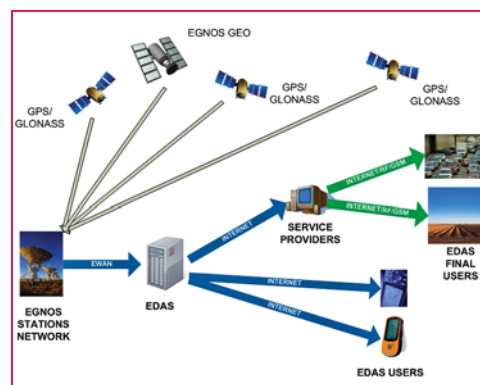 EGNOS GEO
GPS/
GLONASS
GPS/
GLONASS
GPS/
GLONASS
INTERNET/RF/GSM
INTERNET/RF/GSM
INTERNET
SERVICE
PROVIDERS
EDAS
FINAL
USERS
EWAN
INTERNET
INTERNET
EDAS
EGNOS
STATIONS
NETWORK
EDAS USERS